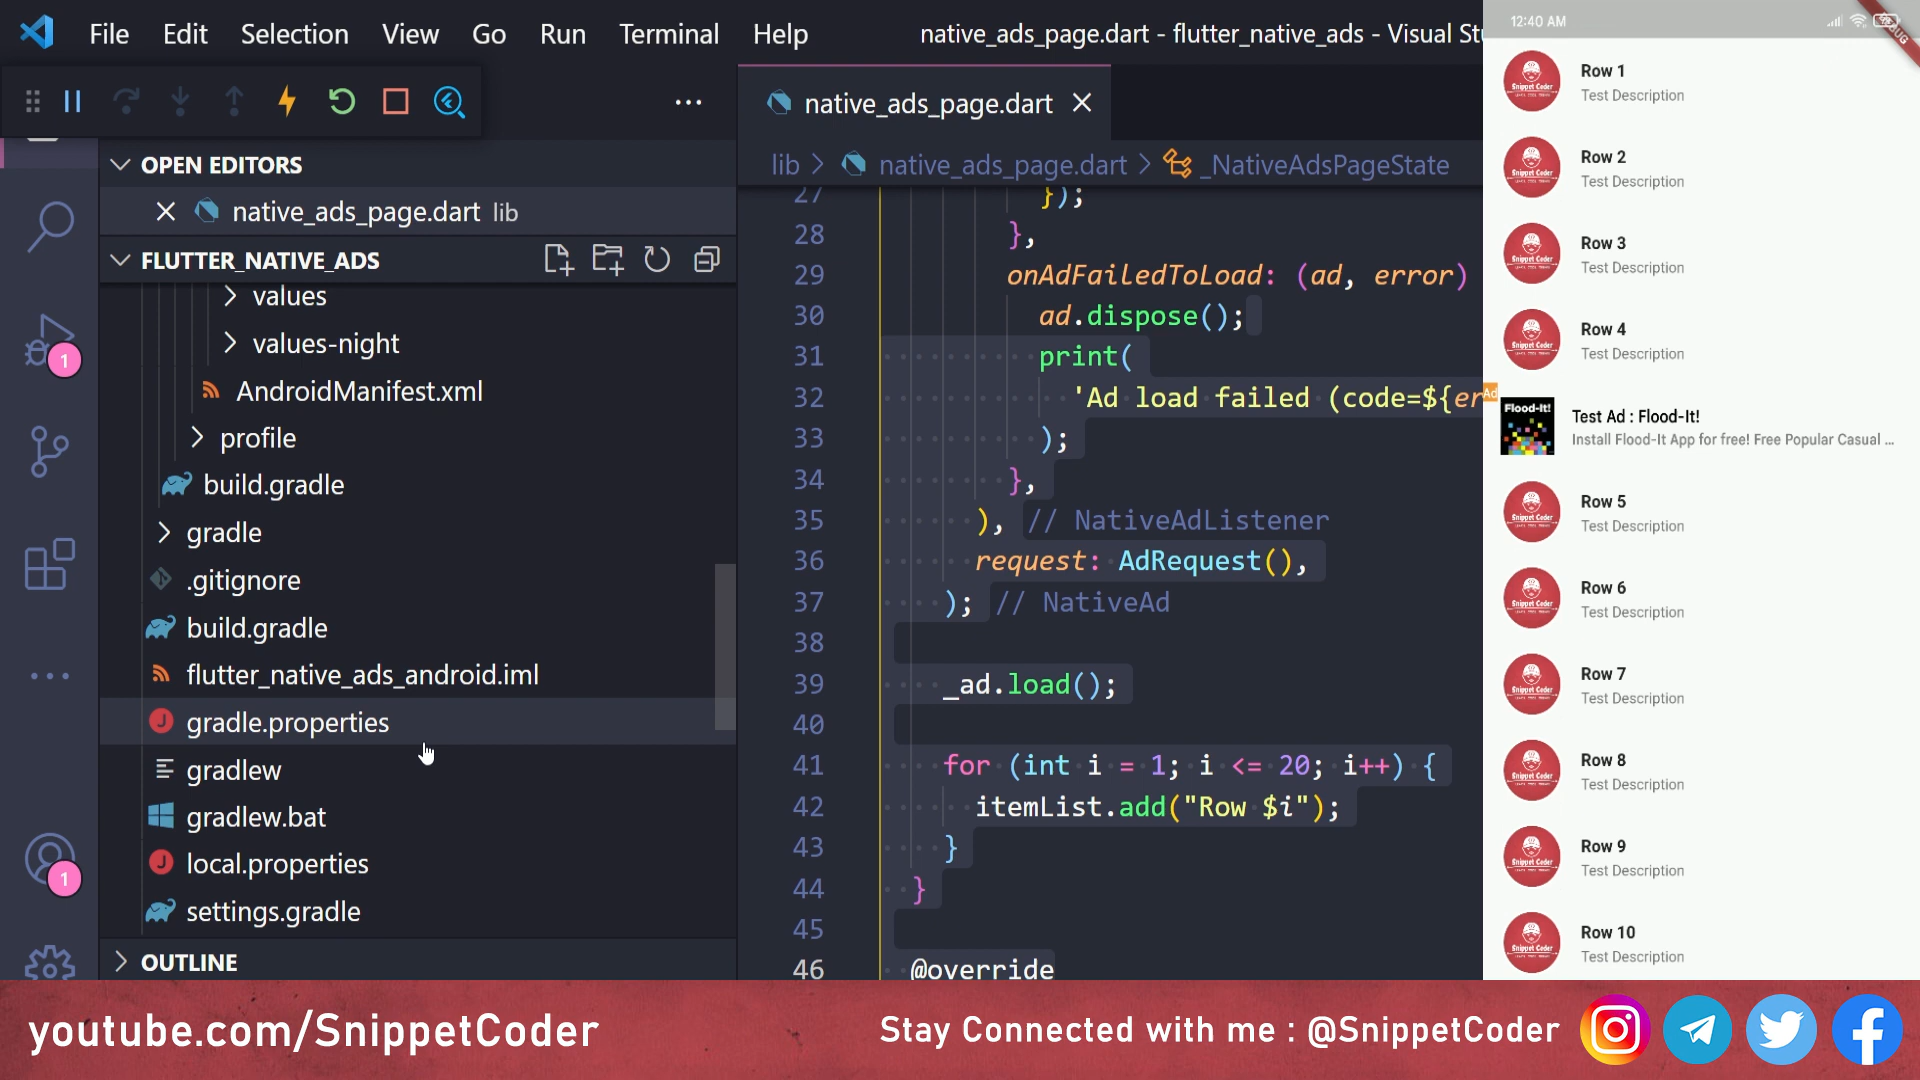 File Edit Selection View Go Run Terminal Help native_ads_page.dart - flutter_native_ads - Visual Stu
native_ads_page.dart
OPEN EDITORS
native_ads_page.dart lib
FLUTTER_NATIVE_ADS
values
values-night
AndroidManifest.xml
profile
build.gradle
gradle
.gitignore
build.gradle
flutter_native_ads_android.iml
gradle.properties
gradlew
gradlew.bat
local.properties
settings.gradle
OUTLINE
1
1
lib > native_ads_page.dart > _NativeAdsPageState
27 });
28 },
29 onAdFailedToLoad: (ad, error)
30 ad.dispose();
31 print(
32 'Ad load failed (code=${er
33 );
34 },
35 ), // NativeAdListener
36 request: AdRequest(),
37 ); // NativeAd
38
39 _ad.load();
40
41 for (int i = 1; i <= 20; i++) {
42 itemList.add("Row $i");
43 }
44 }
45
46 @override
12:40 AM
Row 1
Test Description
Row 2
Test Description
Row 3
Test Description
Row 4
Test Description
Ad
Flood-It!
Test Ad : Flood-It!
Install Flood-It App for free! Free Popular Casual ...
Row 5
Test Description
Row 6
Test Description
Row 7
Test Description
Row 8
Test Description
Row 9
Test Description
Row 10
Test Description
youtube.com/SnippetCoder
Stay Connected with me : @SnippetCoder